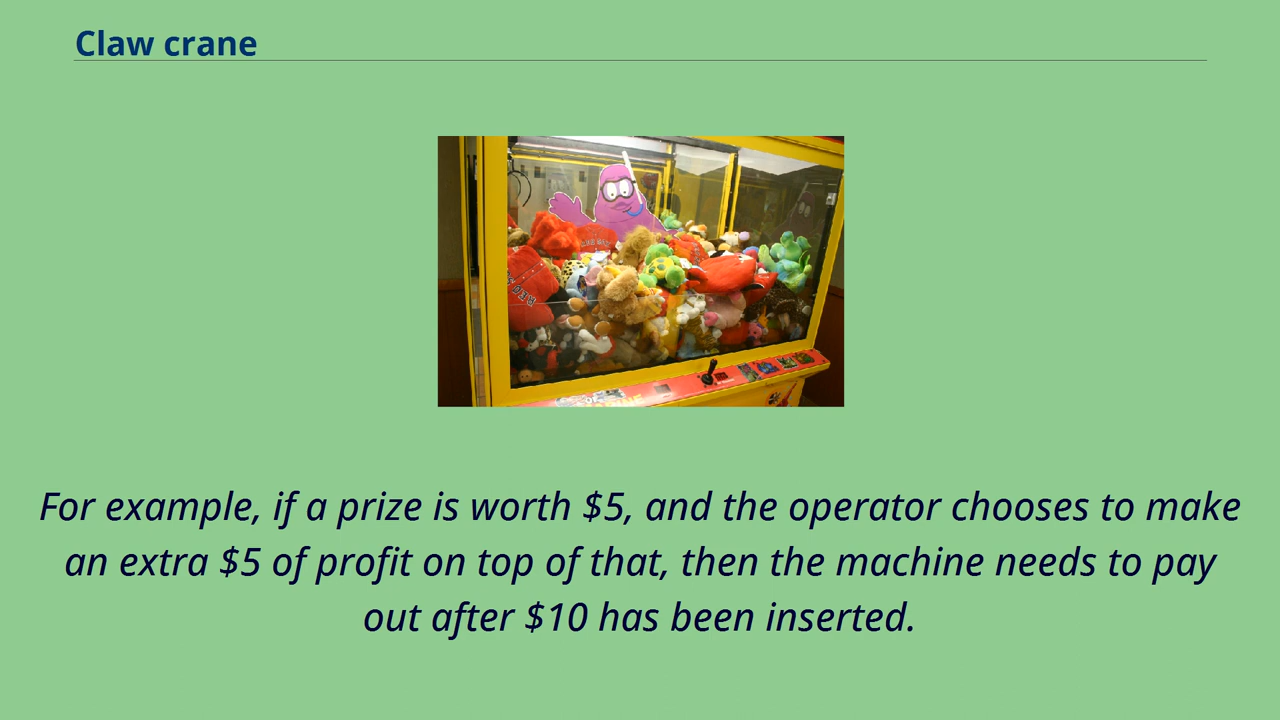 Claw crane
RED
For example, if a prize is worth $5, and the operator chooses to make
an extra $5 of profit on top of that, then the machine needs to pay
out after $10 has been inserted.